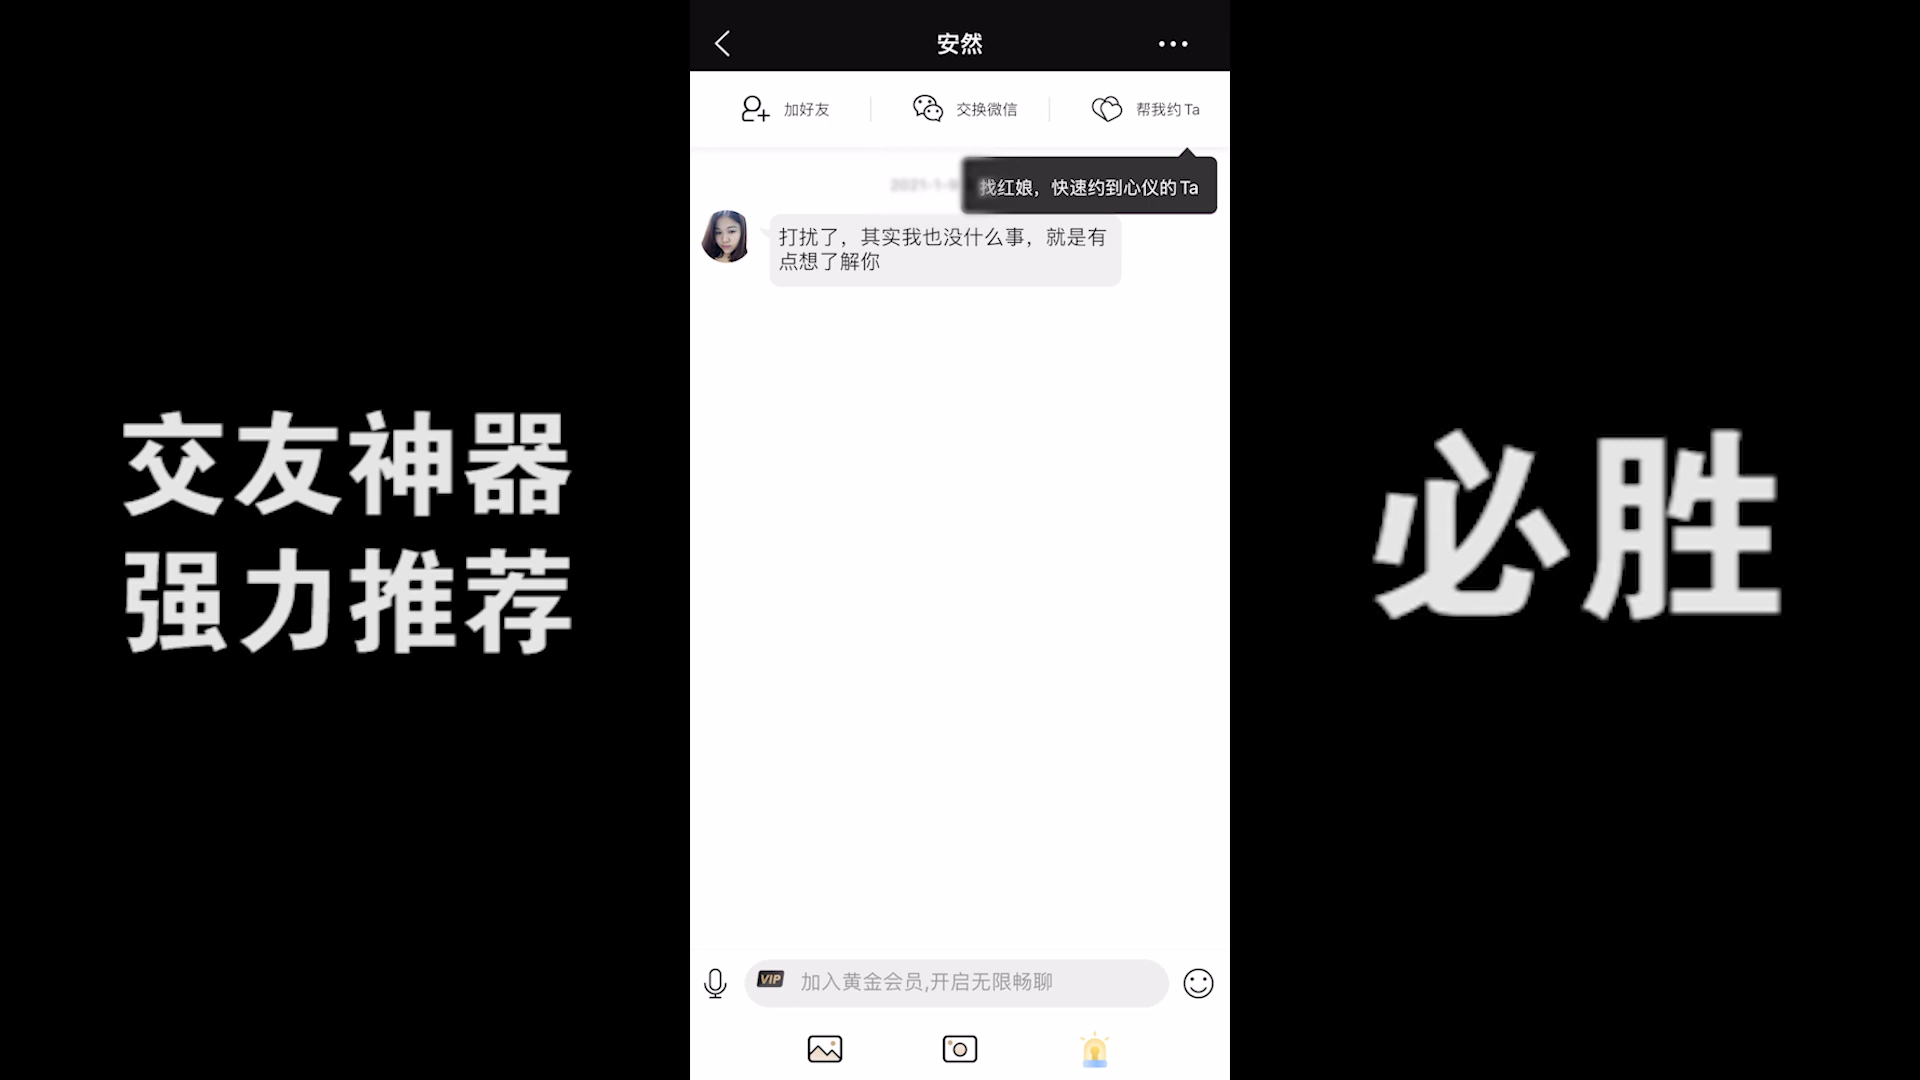 安然
加好友
交换微信
帮我约Ta
找红娘，快速约到心仪的Ta
打扰了，其实我也没什么事，就是有
点想了解你
交友神器
强力推荐
必胜
VIP 加入黄金会员,开启无限畅聊